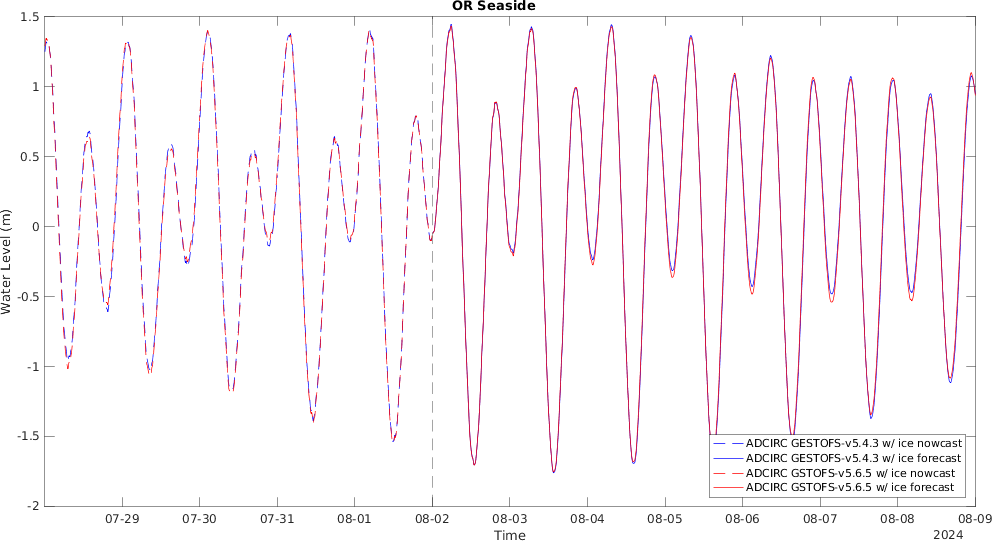 OR Seaside
1.5
1
0.5
0
-0.5
-1
-1.5
-2
Water Level (m)
ADCIRC GESTOFS-v5.4.3 w/ ice nowcast
ADCIRC GESTOFS-v5.4.3 w/ ice forecast
ADCIRC GSTOFS-v5.6.5 w/ ice nowcast
ADCIRC GSTOFS-v5.6.5 w/ ice forecast
07-29 07-30 07-31 08-01 08-02 08-03 08-04 08-05 08-06 08-07 08-08 08-09
Time
2024